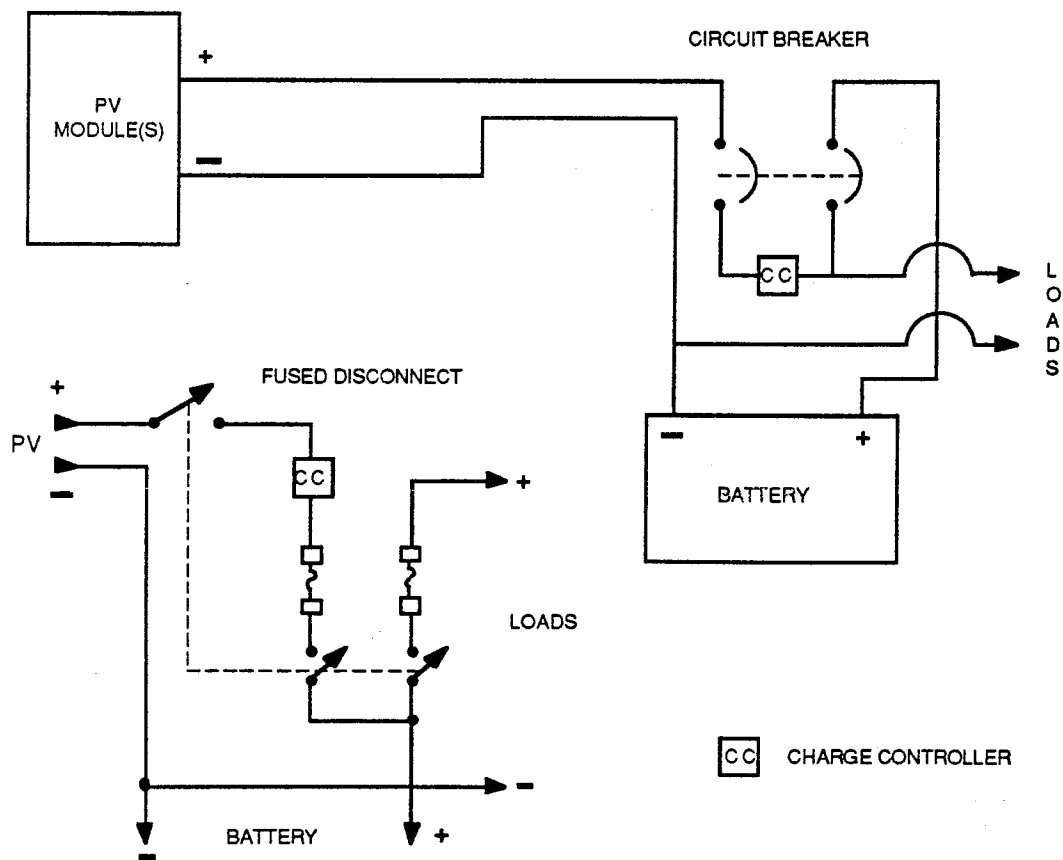 CIRCUIT BREAKER
+
PV
MODULE(S)
−
CC
L
O
A
D
S
− +
BATTERY
FUSED DISCONNECT
+
PV
−
CC
+
LOADS
−
BATTERY
− +
CC CHARGE CONTROLLER